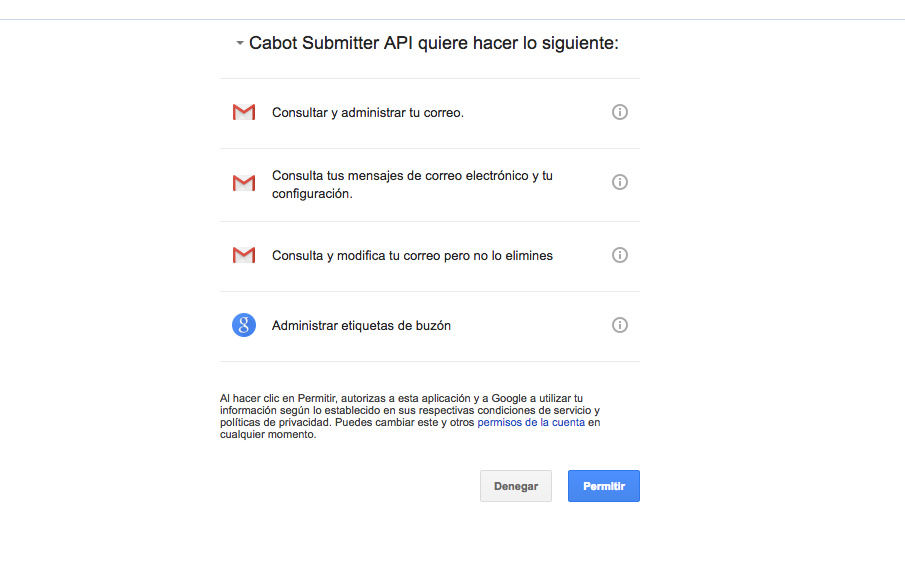 Cabot Submitter API quiere hacer lo siguiente:
Consultar y administrar tu correo.
Consulta tus mensajes de correo electrónico y tu
configuración.
Consulta y modifica tu correo pero no lo elimines
Administrar etiquetas de buzón
Al hacer clic en Permitir, autorizas a esta aplicación y a Google a utilizar tu
información según lo establecido en sus respectivas condiciones de servicio y
políticas de privacidad. Puedes cambiar este y otros permisos de la cuenta en
cualquier momento.
Denegar Permitir